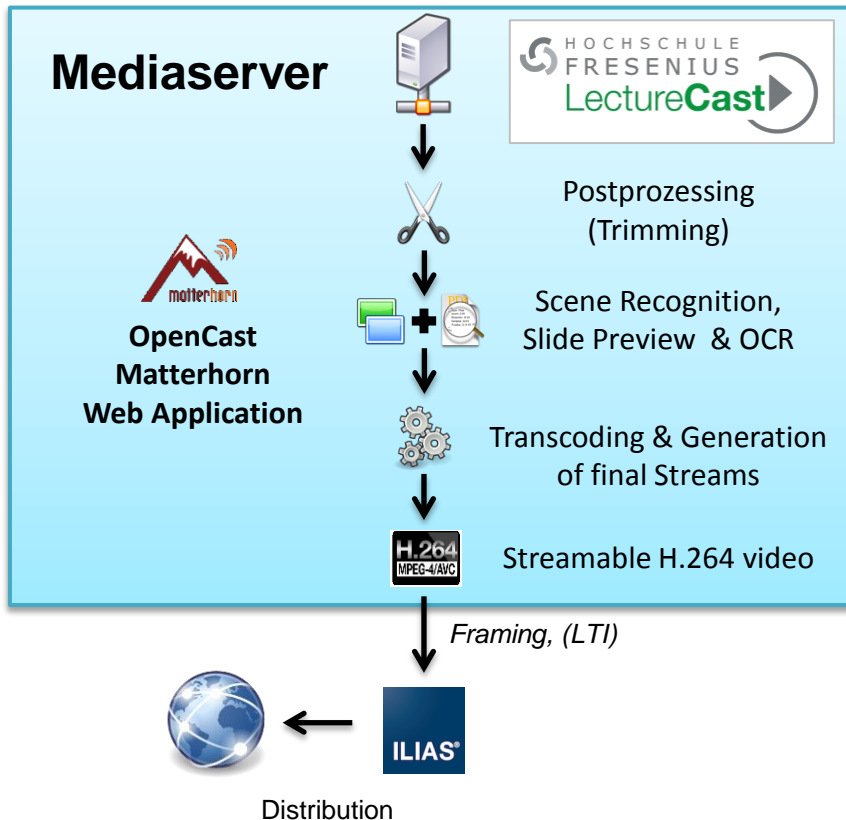 Mediaserver
HOCHSCHULE
FRESENIUS
LectureCast
Postprozessing
(Trimming)
matterhorn
Scene Recognition,
Slide Preview & OCR
OpenCast
Matterhorn
Web Application
Transcoding & Generation
of final Streams
H.264
MPEG-4/AVC
Streamable H.264 video
Framing, (LTI)
ILIAS®
Distribution